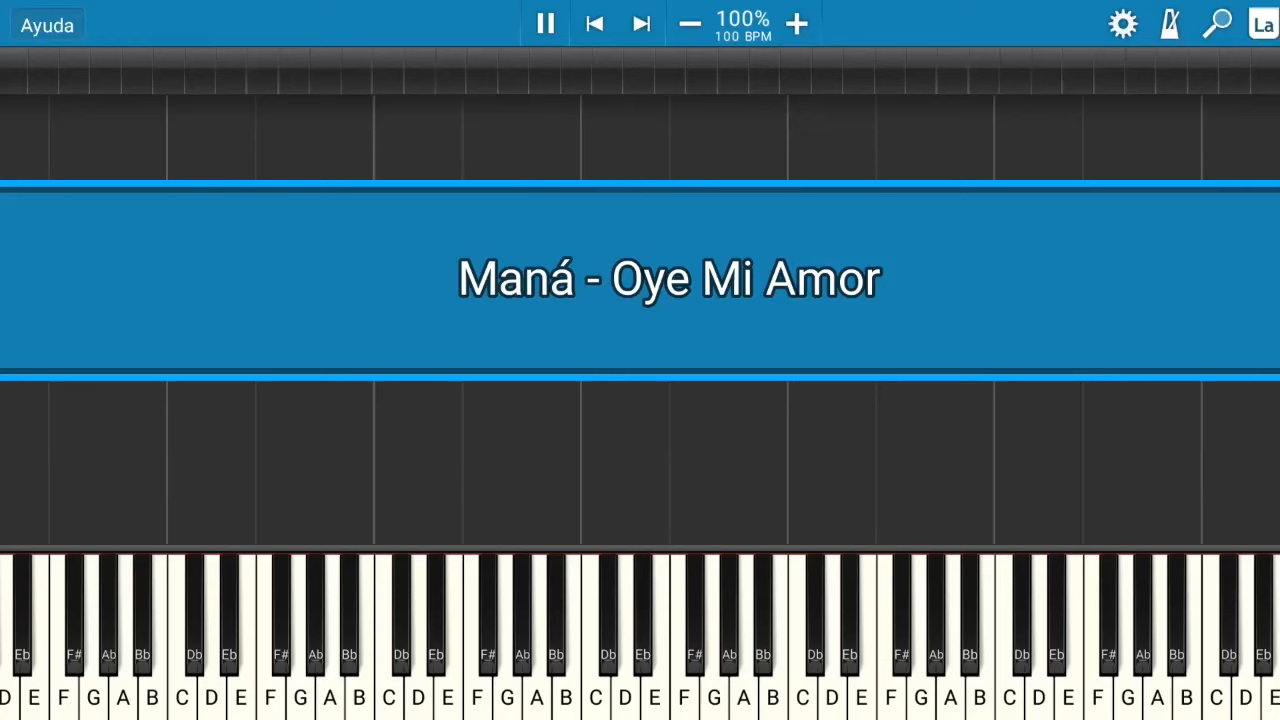 Ayuda
100%
100 BPM
La
Maná - Oye Mi Amor
Eb F# Ab Bb Db Eb F# Ab Bb Db Eb F# Ab Bb Db Eb F# Ab Bb Db Eb F# Ab Bb Db Eb F# Ab Bb Db Eb
D E F G A B C D E F G A B C D E F G A B C D E F G A B C D E F G A B C D E F G A B C D E